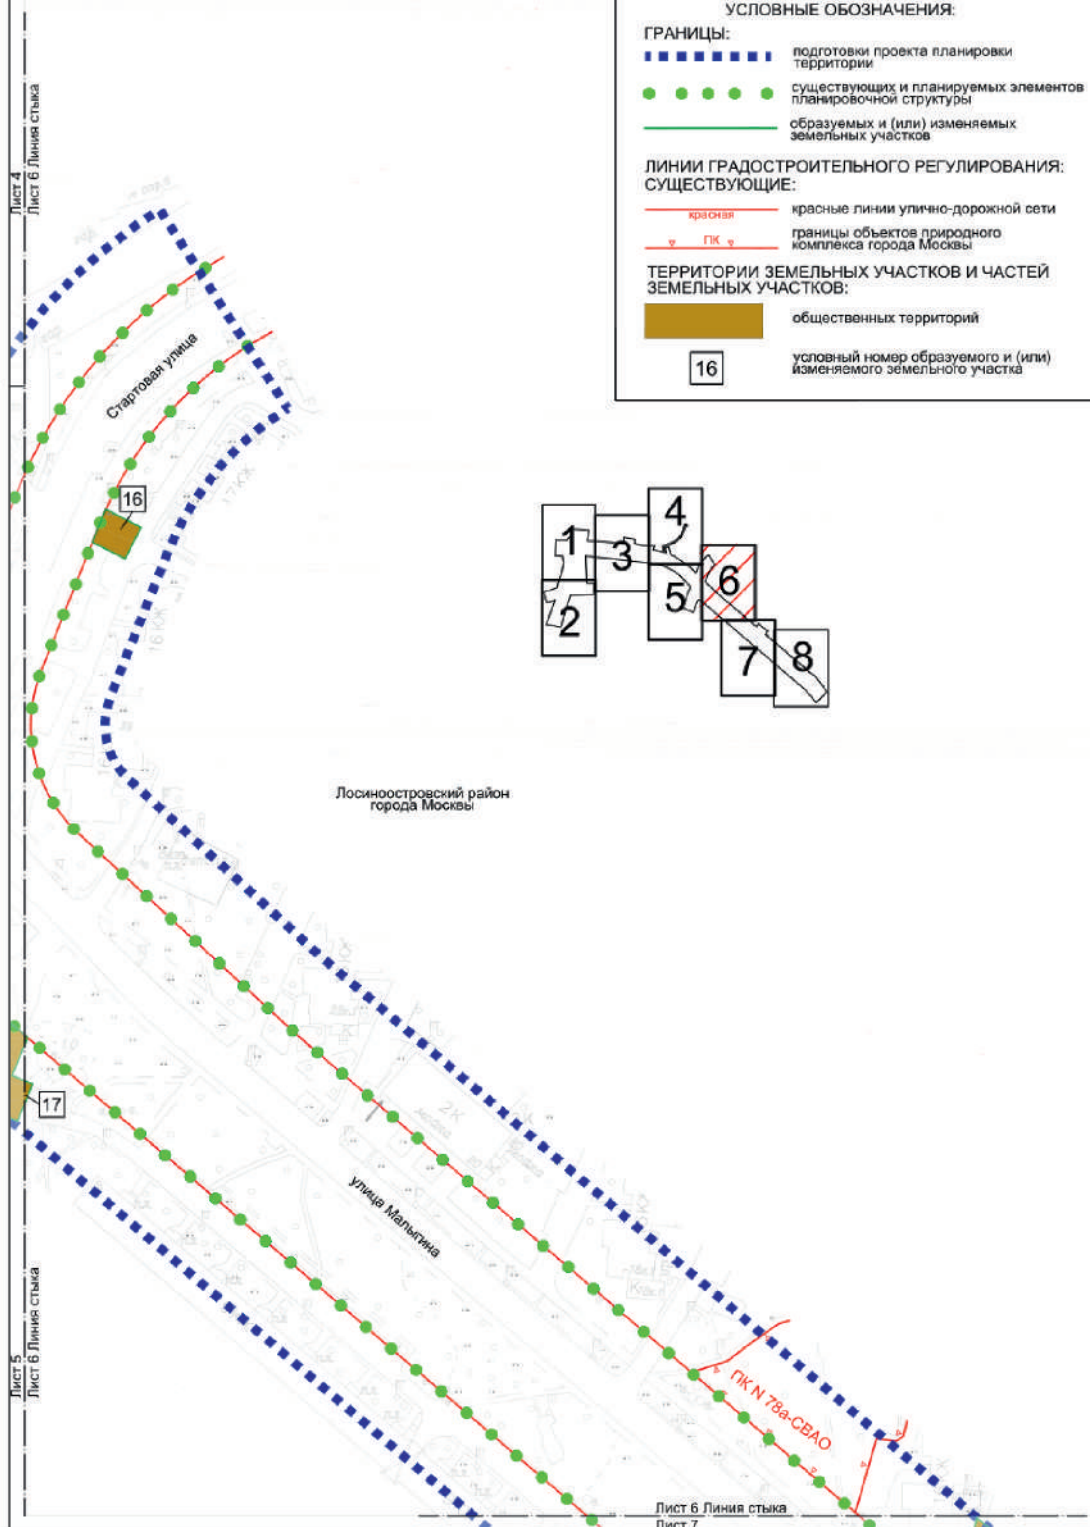 УСЛОВНЫЕ ОБОЗНАЧЕНИЯ:
ГРАНИЦЫ:
подготовки проекта планировки
территории
существующих и планируемых элементов
планировочной структуры
образуемых и (или) изменяемых
земельных участков
ЛИНИИ ГРАДОСТРОИТЕЛЬНОГО РЕГУЛИРОВАНИЯ:
СУЩЕСТВУЮЩИЕ:
красная
красные линии улично-дорожной сети
ПК
границы объектов природного
комплекса города Москвы
ТЕРРИТОРИИ ЗЕМЕЛЬНЫХ УЧАСТКОВ И ЧАСТЕЙ
ЗЕМЕЛЬНЫХ УЧАСТКОВ:
общественных территорий
16
условный номер образуемого и (или)
изменяемого земельного участка
Лист 4
Лист 6 Линия стыка
Стартовая улица
17КЖ
16
16 КЖ
1
2
3
4
5
6
7
8
Лосиноостровский район
города Москвы
17
2К
улица Малыгина
ПК N 78а-СВАО
Лист 5
Лист 6 Линия стыка
Лист 6 Линия стыка
Лист 7